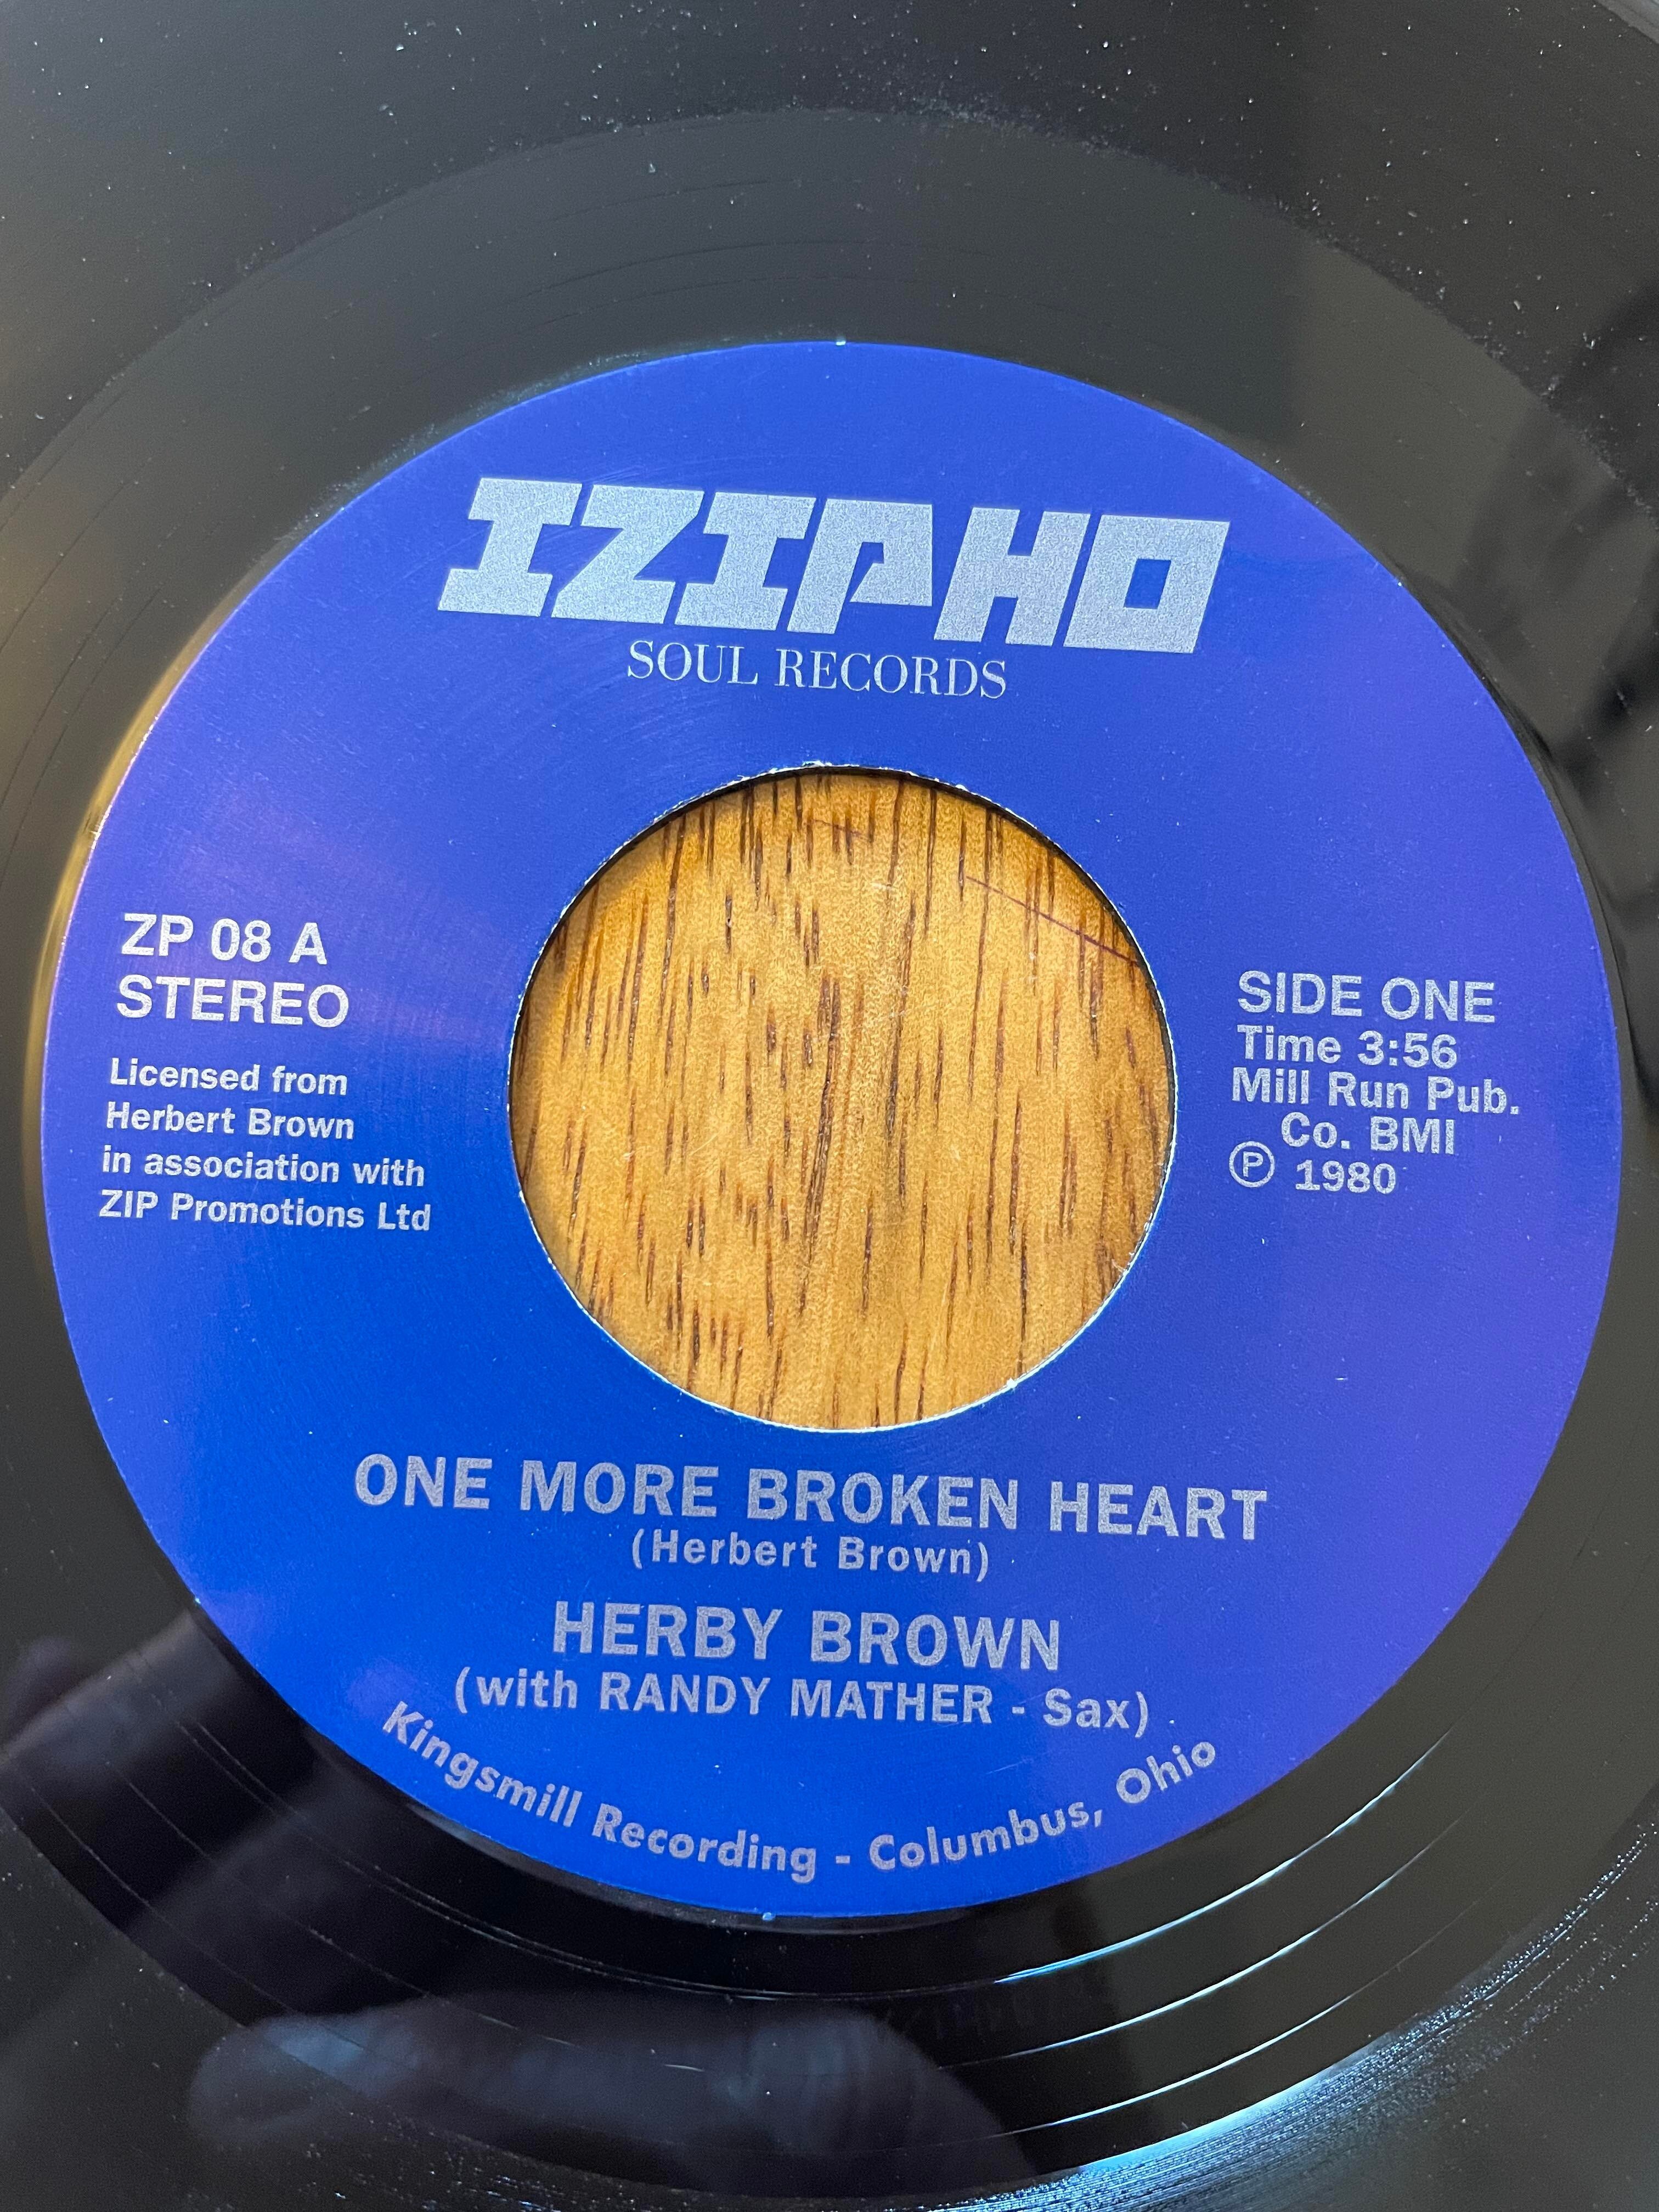 IZIPHO
SOUL RECORDS
ZP 08 A
STEREO
Licensed from
Herbert Brown
in association with
ZIP Promotions Ltd
SIDE ONE
Time 3:56
Mill Run Pub.
Co. BMI
℗ 1980
ONE MORE BROKEN HEART
(Herbert Brown)
HERBY BROWN
(with RANDY MATHER - Sax)
Kingsmill Recording - Columbus, Ohio